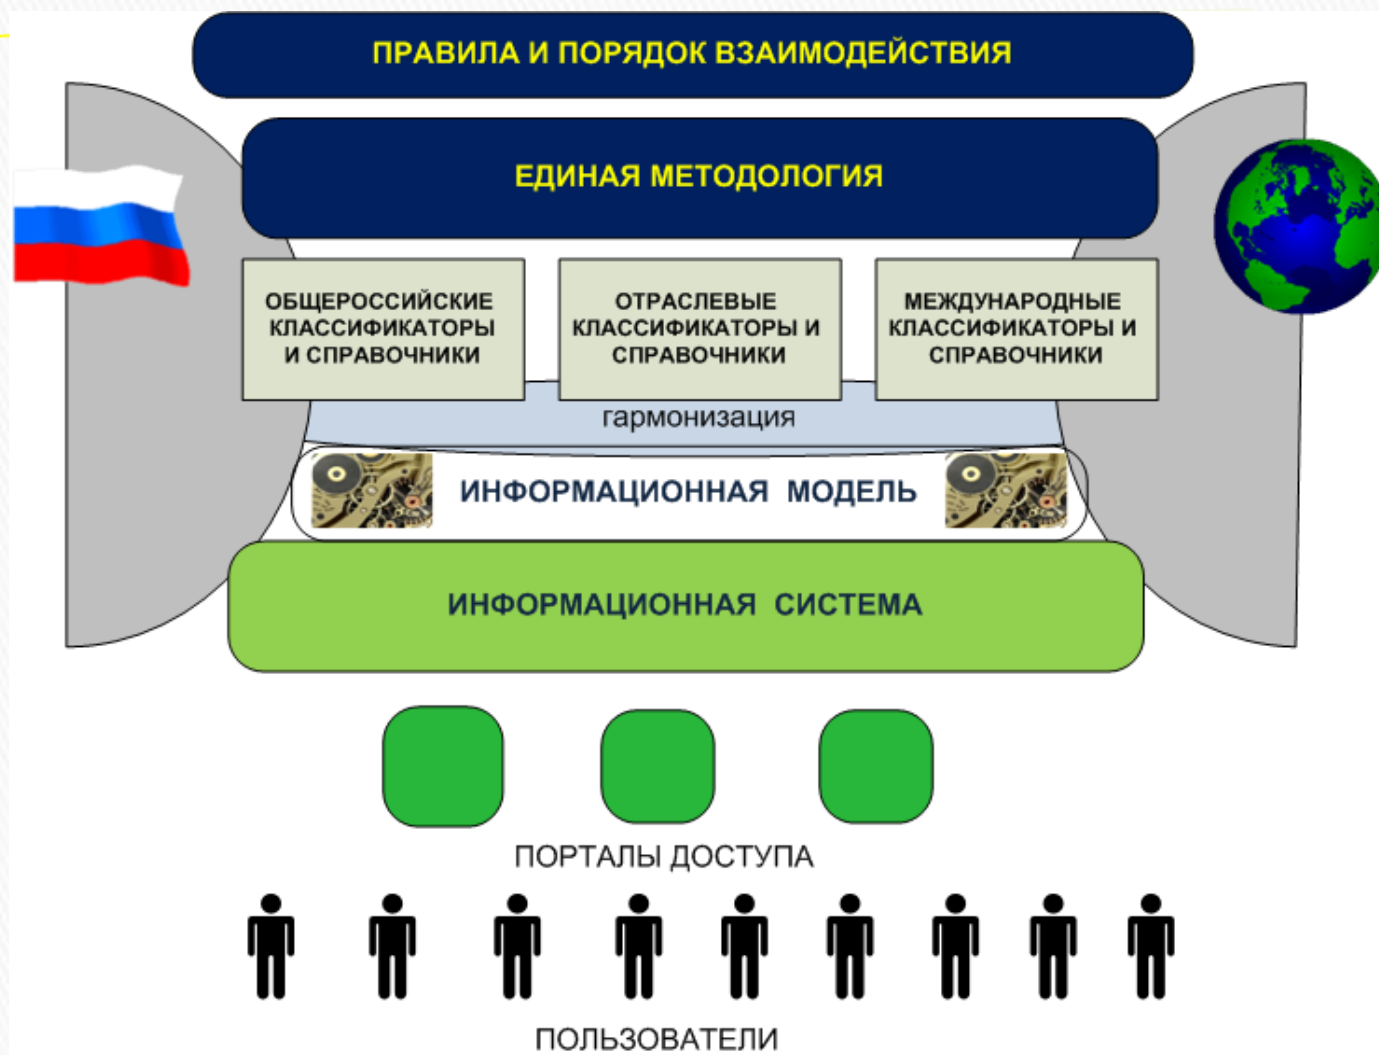 ПРАВИЛА И ПОРЯДОК ВЗАИМОДЕЙСТВИЯ
ЕДИНАЯ МЕТОДОЛОГИЯ
ОБЩЕРОССИЙСКИЕ
КЛАССИФИКАТОРЫ
И СПРАВОЧНИКИ
ОТРАСЛЕВЫЕ
КЛАССИФИКАТОРЫ И
СПРАВОЧНИКИ
МЕЖДУНАРОДНЫЕ
КЛАССИФИКАТОРЫ И
СПРАВОЧНИКИ
гармонизация
ИНФОРМАЦИОННАЯ МОДЕЛЬ
ИНФОРМАЦИОННАЯ СИСТЕМА
ПОРТАЛЫ ДОСТУПА
ПОЛЬЗОВАТЕЛИ